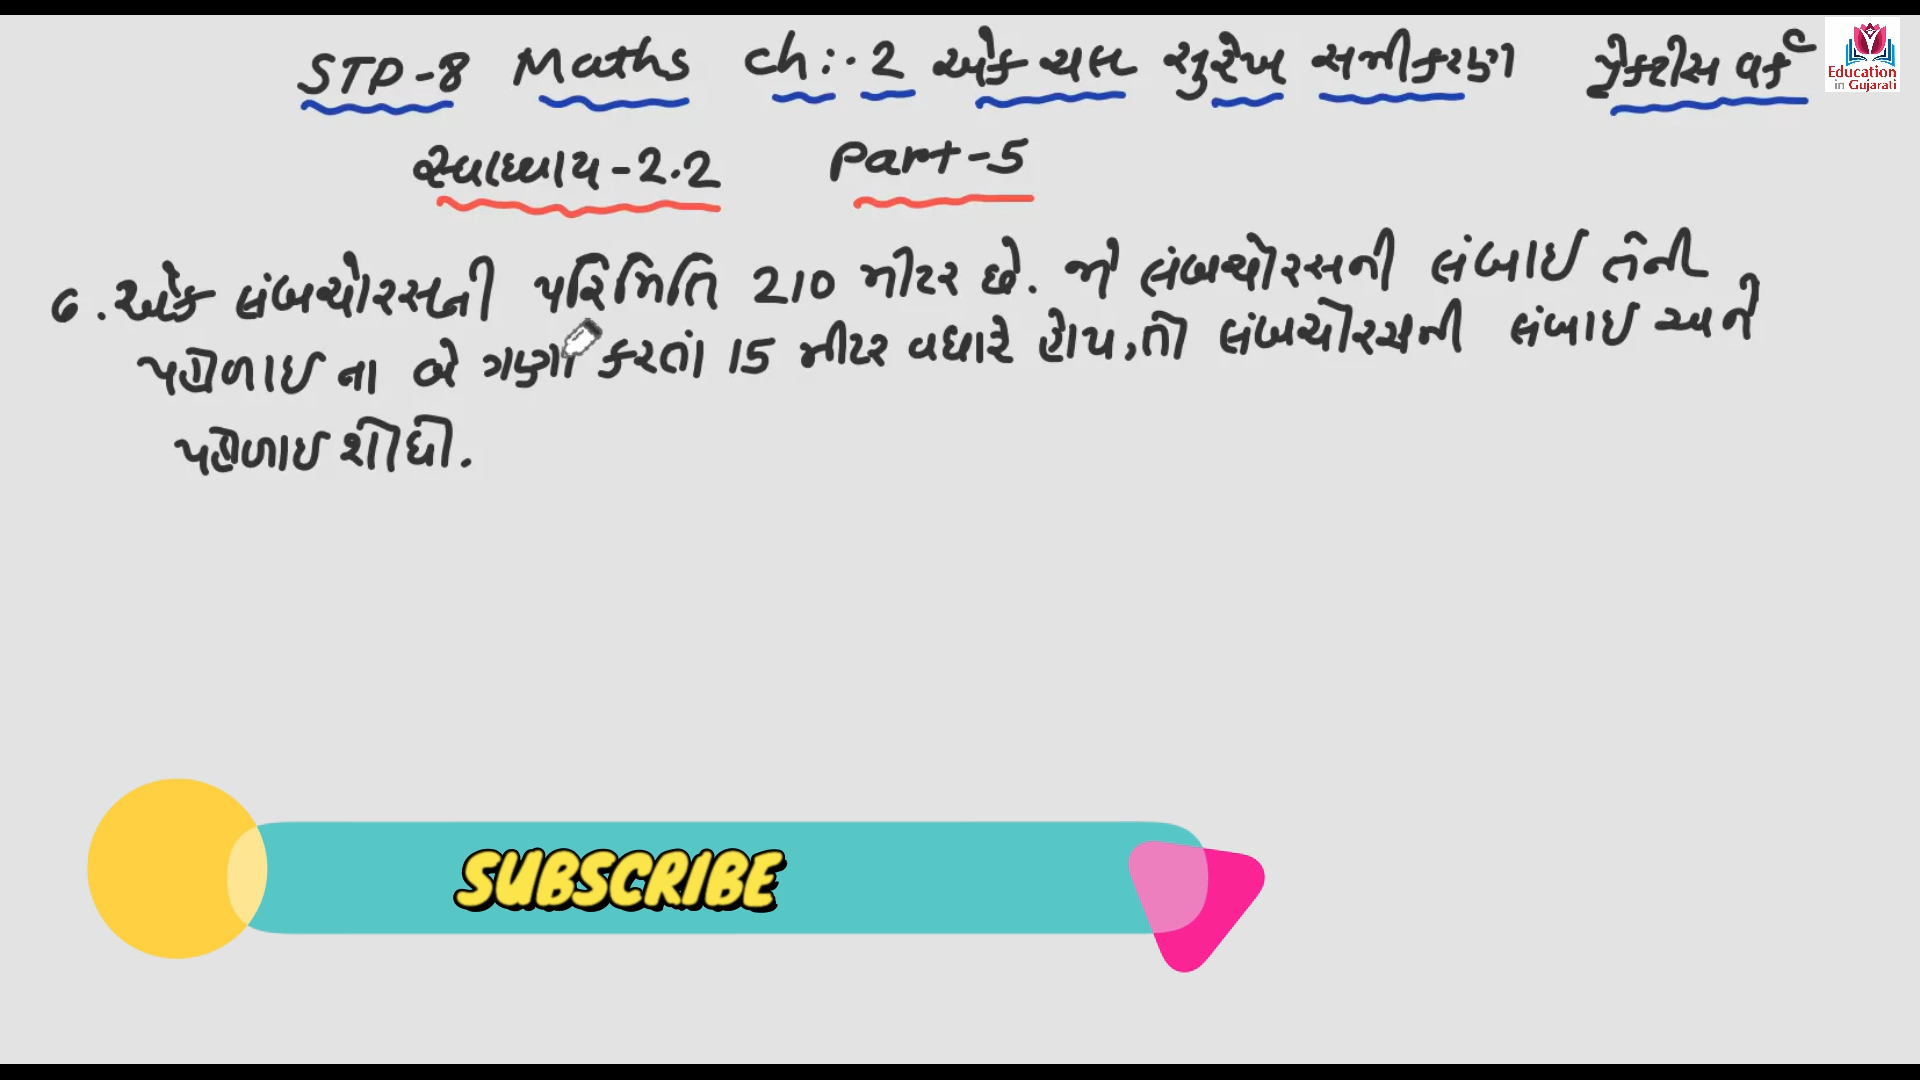 STD-8 Maths ch:-2 એક ચલ સુરેખ સમીકરણ પ્રેક્ટીસ વર્ક
સ્વાધ્યાય-2.2 Part-5
6. એક લંબચોરસની પરિમિતિ 210 મીટર છે. જો લંબચોરસની લંબાઈ તેની
પહોળાઈ ના બે ગણા કરતાં 15 મીટર વધારે હોય, તો લંબચોરસની લંબાઈ અને
પહોળાઈ શોધો.
SUBSCRIBE
Education
in Gujarati